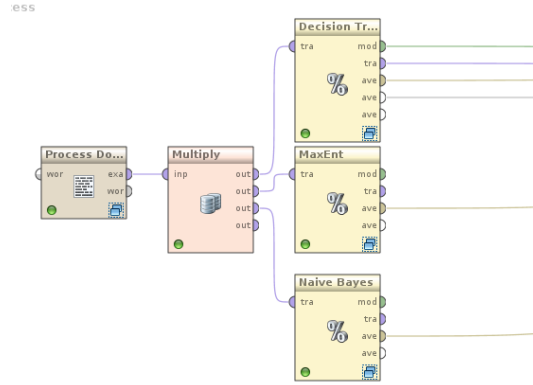 ess
Decision Tr...
tra mod
tra
ave
ave
ave
Process Do...
wor exa
wor
Multiply
inp out
out
out
out
MaxEnt
tra mod
tra
ave
ave
Naive Bayes
tra mod
tra
ave
ave